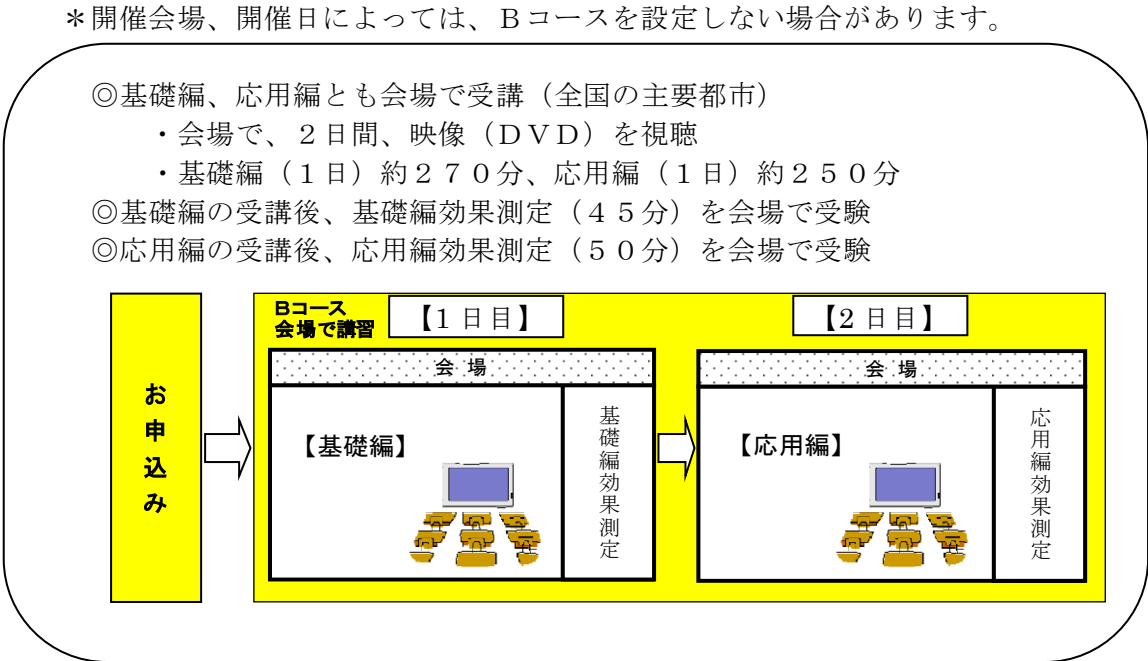 ＊開催会場、開催日によっては、Ｂコースを設定しない場合があります。
◎基礎編、応用編とも会場で受講（全国の主要都市）
・会場で、２日間、映像（ＤＶＤ）を視聴
・基礎編（１日）約２７０分、応用編（１日）約２５０分
◎基礎編の受講後、基礎編効果測定（４５分）を会場で受験
◎応用編の受講後、応用編効果測定（５０分）を会場で受験
お申込み
Ｂコース
会場で講習
【1 日目】
会 場
【基礎編】
基礎編効果測定
【2 日目】
会 場
【応用編】
応用編効果測定